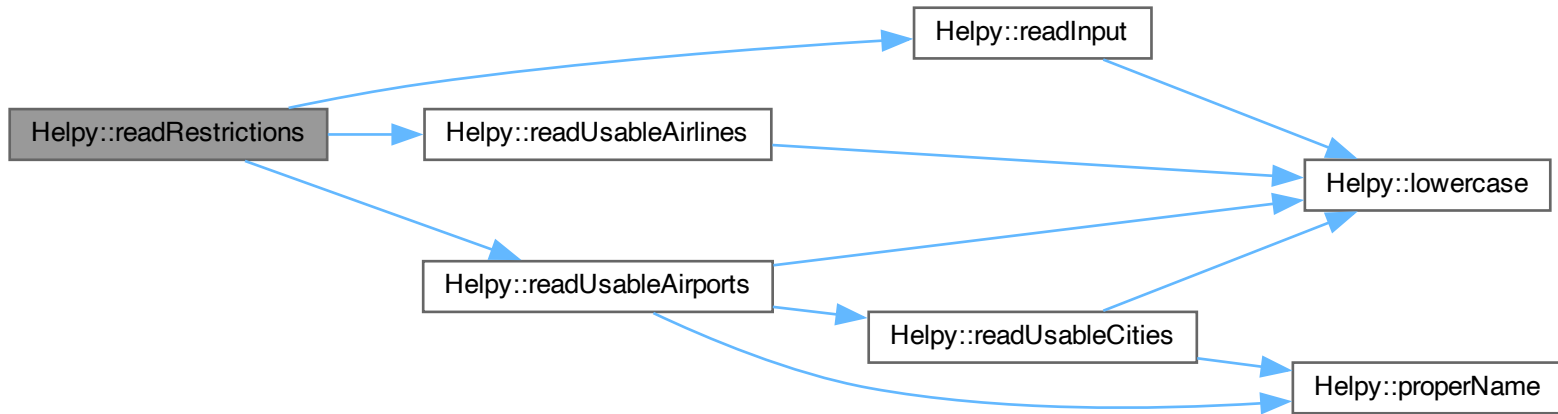 Helpy::readInput
Helpy::readRestrictions
Helpy::readUsableAirlines
Helpy::lowercase
Helpy::readUsableAirports
Helpy::readUsableCities
Helpy::properName